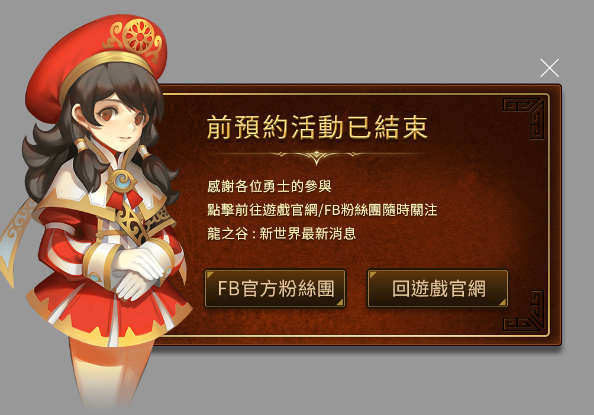 前預約活動已結束
感謝各位勇士的參與
點擊前往遊戲官網/FB粉絲團隨時關注
龍之谷 : 新世界最新消息
FB官方粉絲團
回遊戲官網